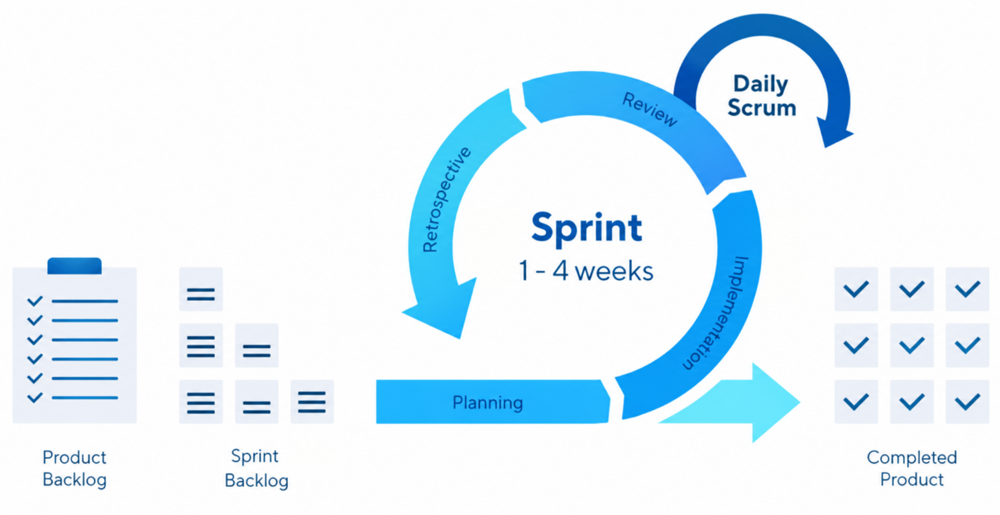 Daily
Scrum
Review
Retrospective
Sprint
1 - 4 weeks
Implementation
Planning
Product
Backlog
Sprint
Backlog
Completed
Product